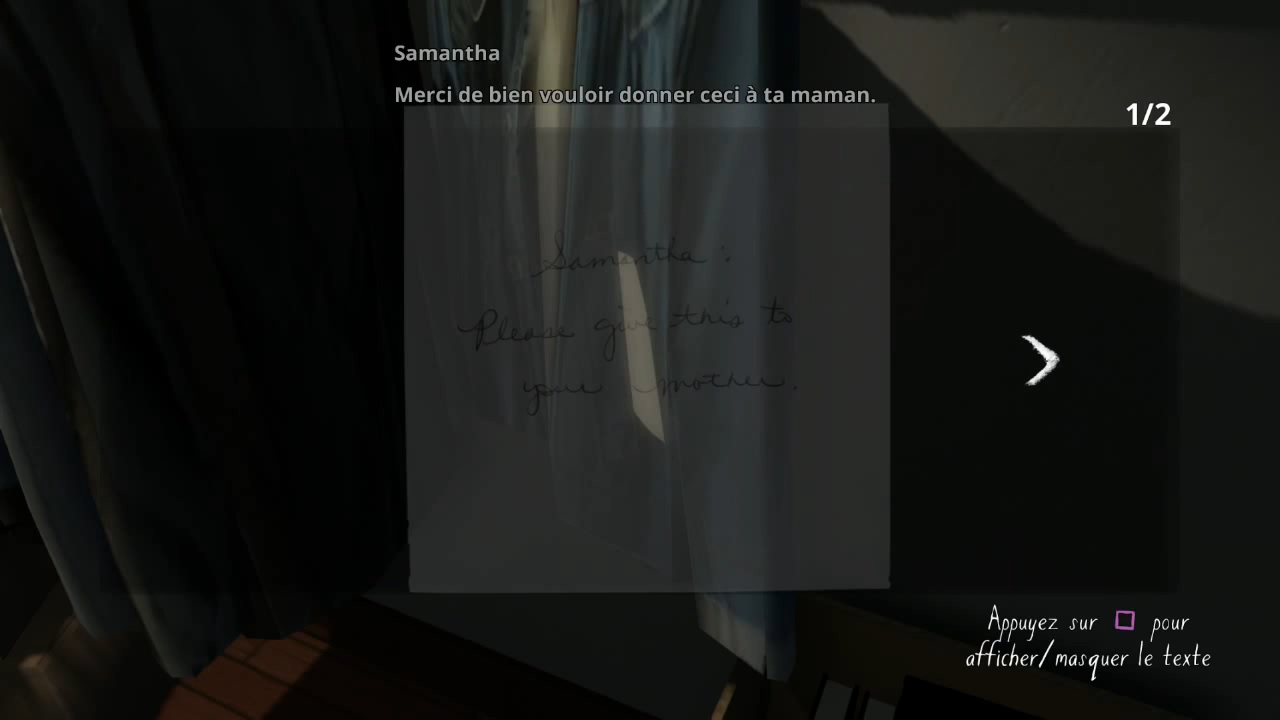 Samantha
Merci de bien vouloir donner ceci à ta maman.
1/2
Samantha :
Please give this to
your mother.
Appuyez sur pour
afficher/masquer le texte